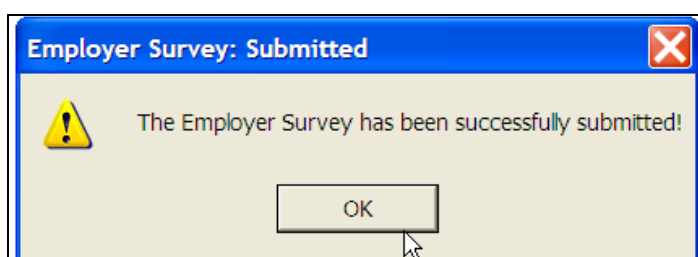 Employer Survey: Submitted
The Employer Survey has been successfully submitted!
OK